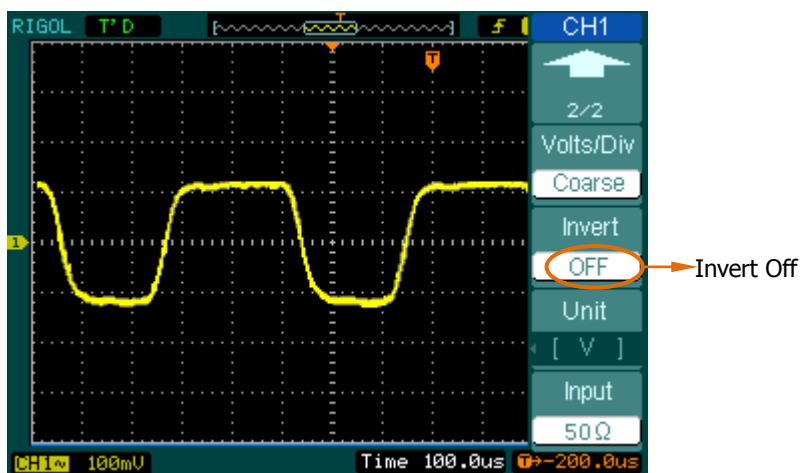 RIGOL T'D T CH1
T
2/2
Volts/Div
Coarse
Invert
1
OFF Invert Off
Unit
[ V ]
Input
50Ω
CH1~ 100mV Time 100.0us T→-200.0us